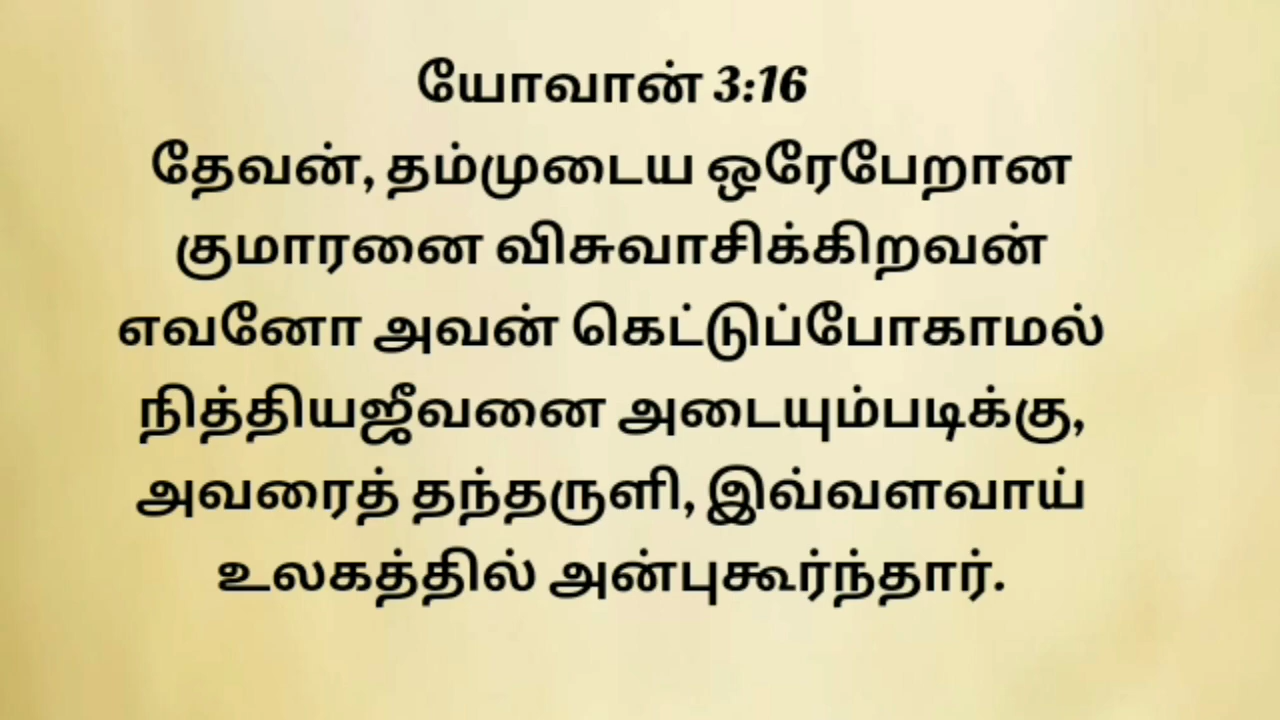 யோவான் 3:16
தேவன், தம்முடைய ஒரேபேறான
குமாரனை விசுவாசிக்கிறவன்
எவனோ அவன் கெட்டுப்போகாமல்
நித்தியஜீவனை அடையும்படிக்கு,
அவரைத் தந்தருளி, இவ்வளவாய்
உலகத்தில் அன்புகூர்ந்தார்.